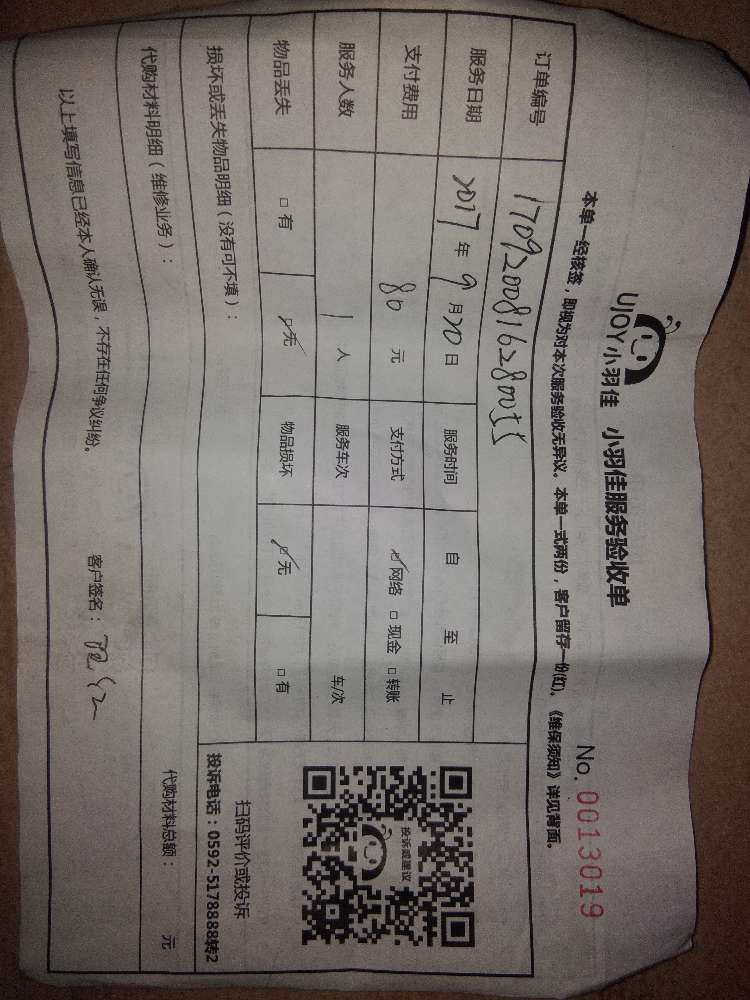 UJOY小羽佳 小羽佳服务验收单
No. 0013019
本单一经核签，即视为对本次服务验收无异议。本单一式两份，客户留存一份(红)。《维保须知》详见背面。
订单编号
服务日期 2017 年 9 月 20 日 服务时间 自 至 止
支付费用 80 元 支付方式 ☑网络 □现金 □转账
服务人数 1 人 服务车次 车/次
物品丢失 □有 ☑无 物品损坏 ☑无 □有
损坏或丢失物品明细（没有可不填）：
投诉或建议
扫码评价或投诉
投诉电话：0592-5178888转2
代购材料明细（维修业务）： 代购材料总额： 元
以上填写信息已经本人确认无误，不存在任何争议纠纷。 客户签名：